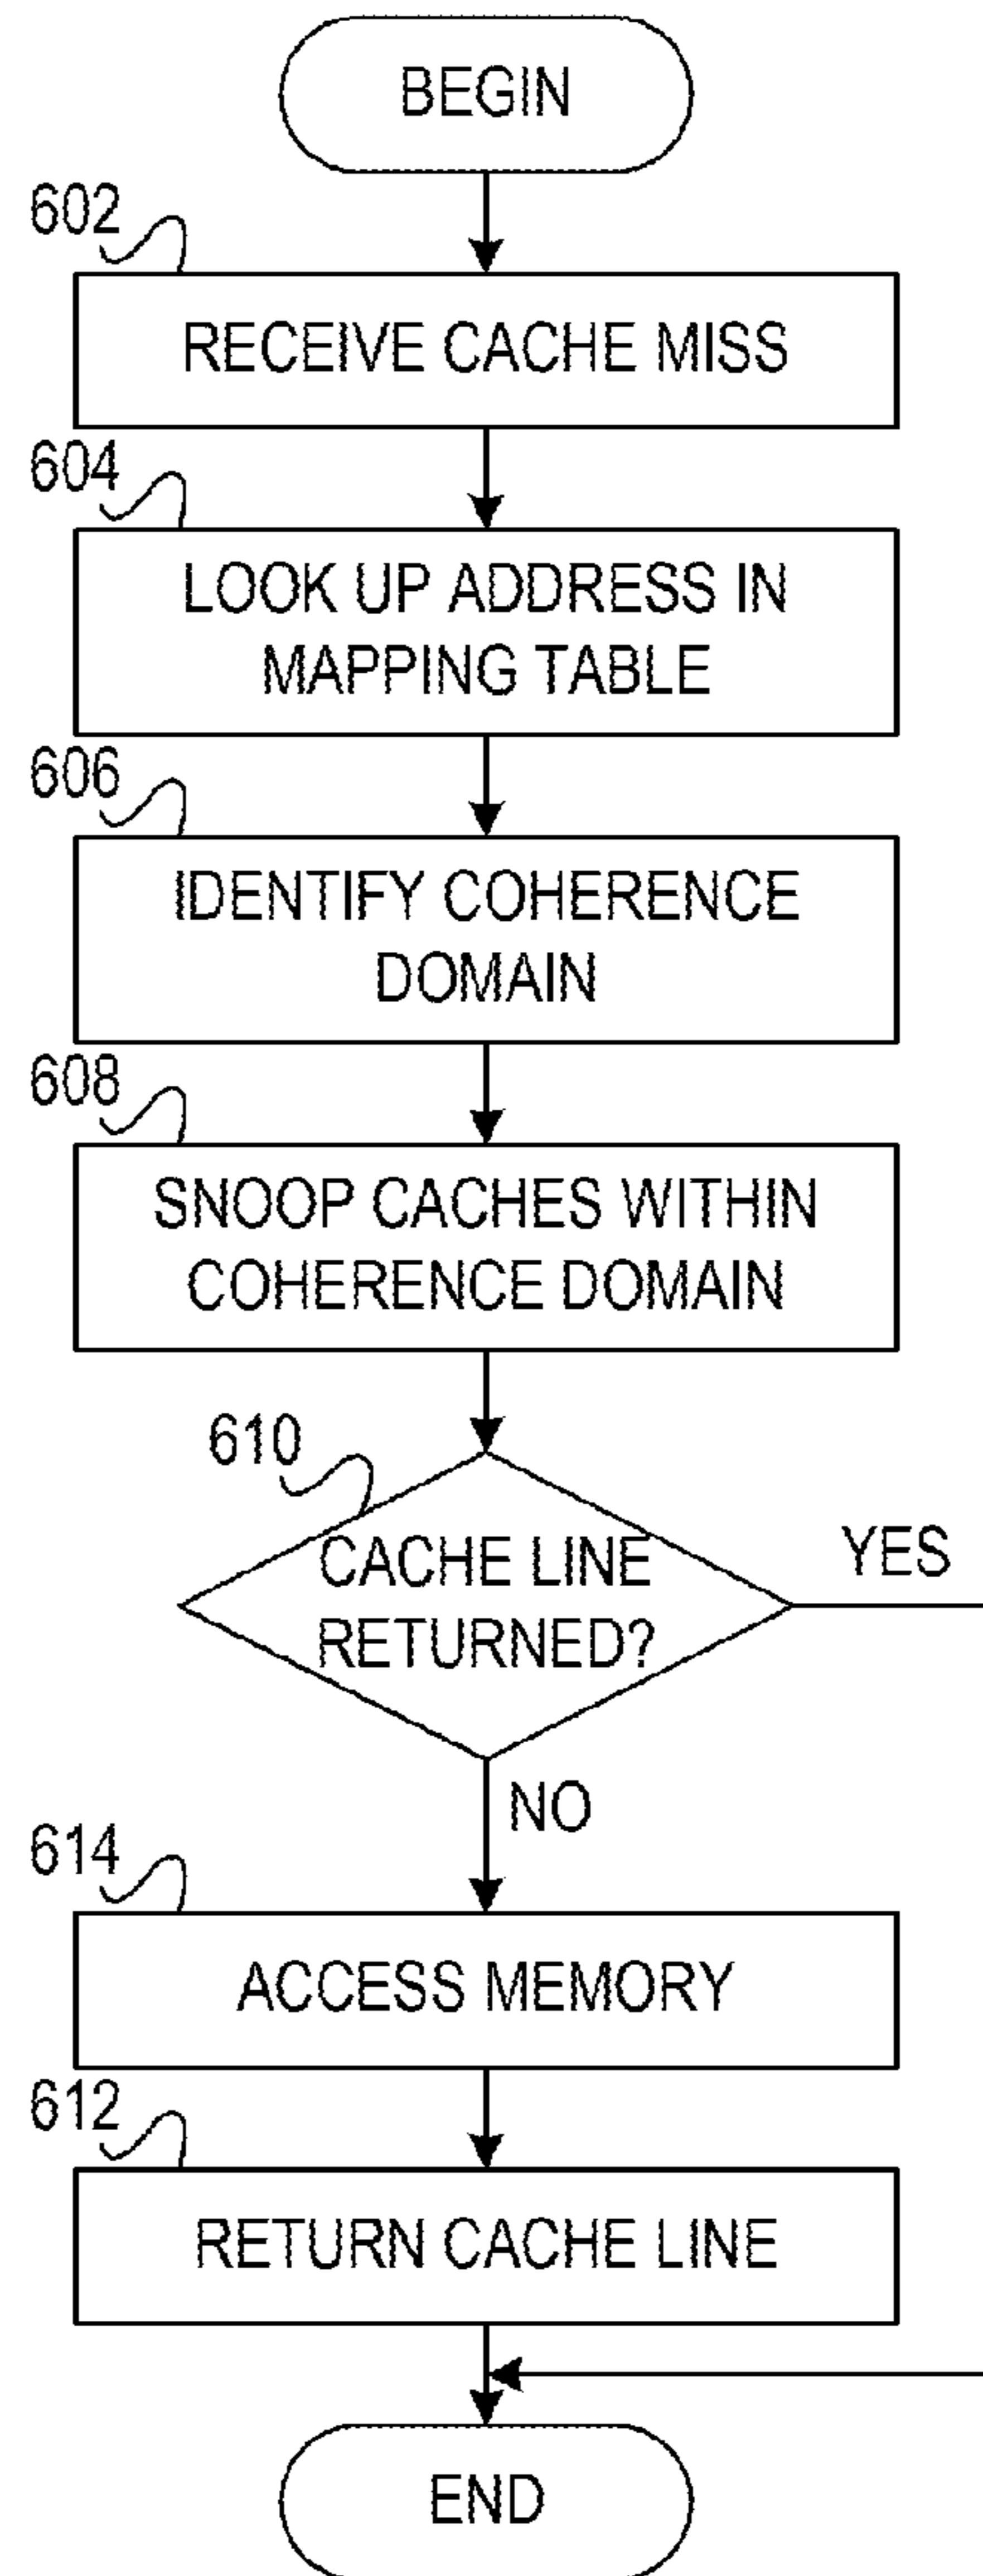 BEGIN
602
RECEIVE CACHE MISS
604
LOOK UP ADDRESS IN
MAPPING TABLE
606
IDENTIFY COHERENCE
DOMAIN
608
SNOOP CACHES WITHIN
COHERENCE DOMAIN
610
CACHE LINE
RETURNED?
YES
NO
614
ACCESS MEMORY
612
RETURN CACHE LINE
END